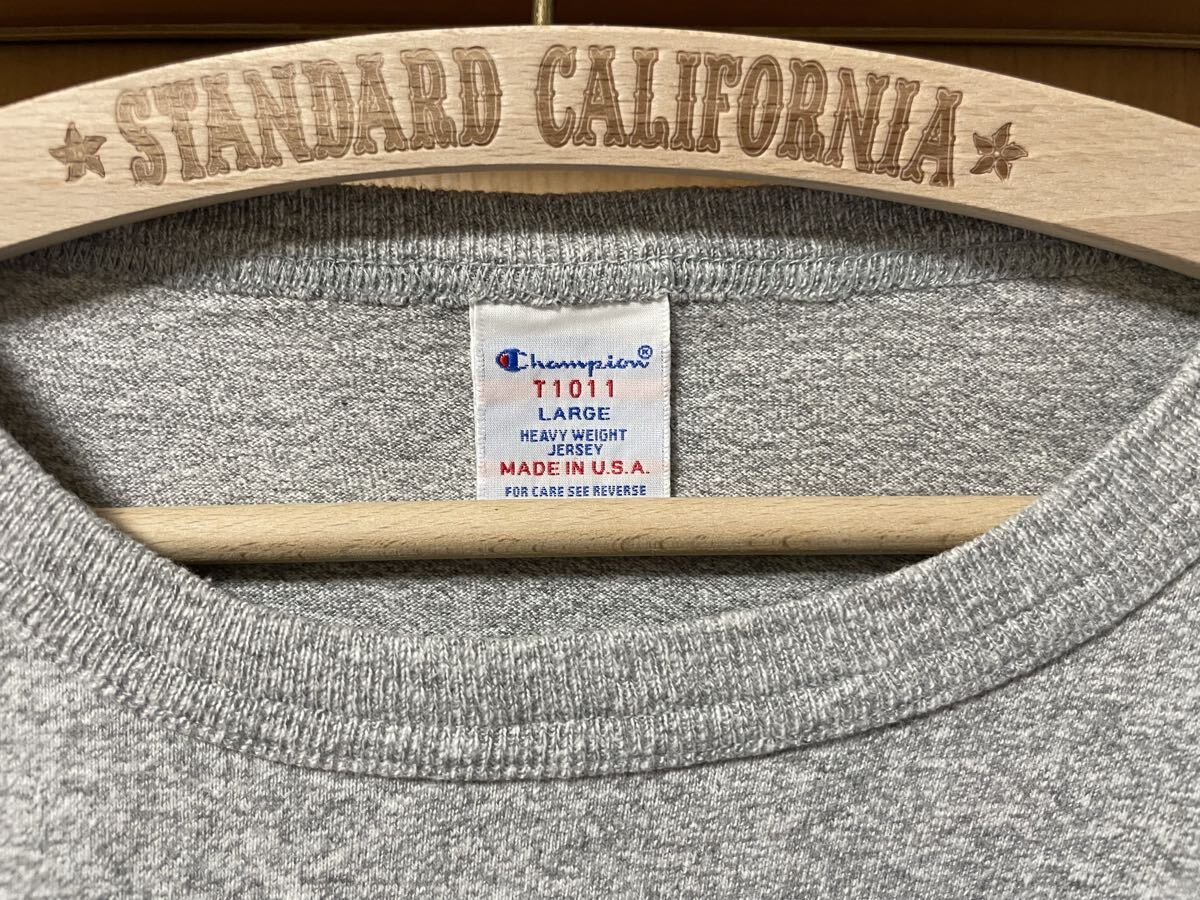 STANDARD CALIFORNIA
Champion®
T1011
LARGE
HEAVY WEIGHT
JERSEY
MADE IN U.S.A.
FOR CARE SEE REVERSE